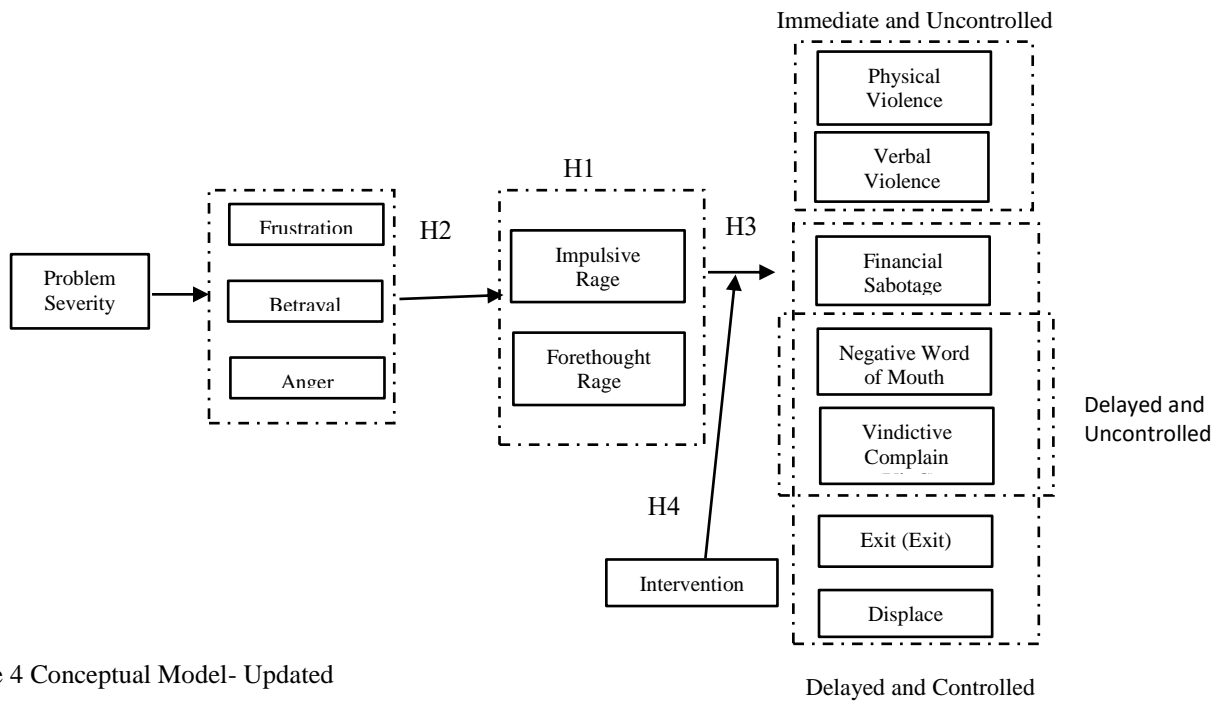 Immediate and Uncontrolled
Physical
Violence
Verbal
Violence
H1
H2
H3
Frustration
Betrayal
Anger
Problem
Severity
Impulsive
Rage
Forethought
Rage
Financial
Sabotage
Negative Word
of Mouth
Vindictive
Complain
Delayed and
Uncontrolled
H4
Intervention
Exit (Exit)
Displace
e 4 Conceptual Model- Updated
Delayed and Controlled